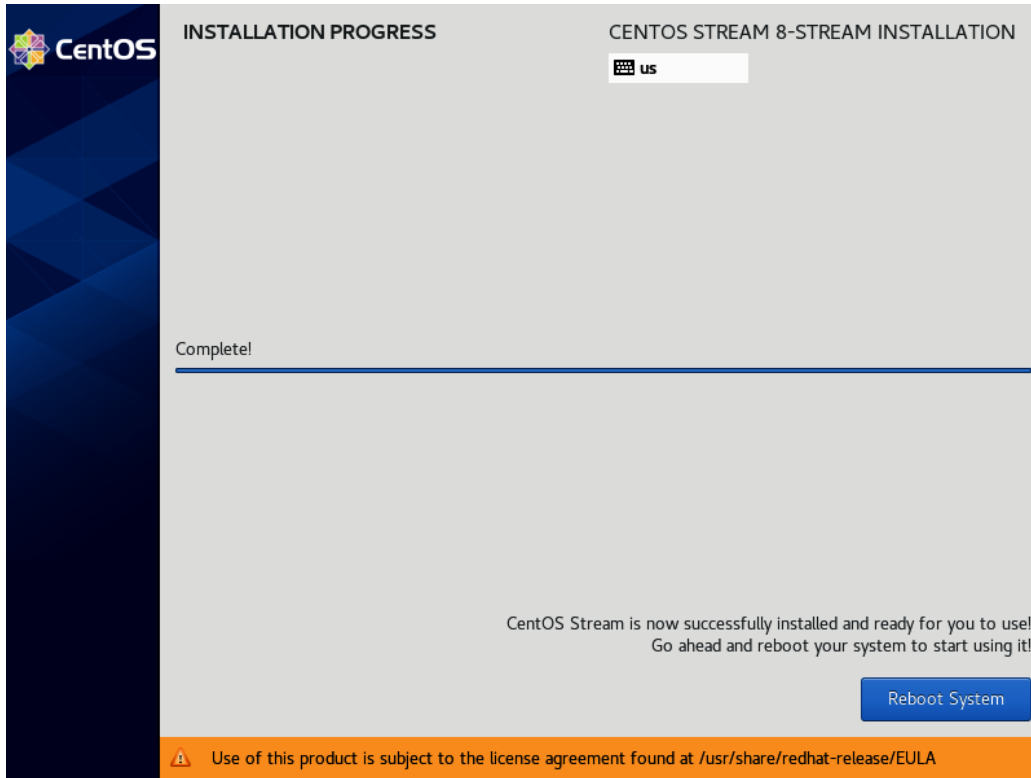 CentOS
INSTALLATION PROGRESS
CENTOS STREAM 8-STREAM INSTALLATION
us
Complete!
CentOS Stream is now successfully installed and ready for you to use!
Go ahead and reboot your system to start using it!
Reboot System
Use of this product is subject to the license agreement found at /usr/share/redhat-release/EULA